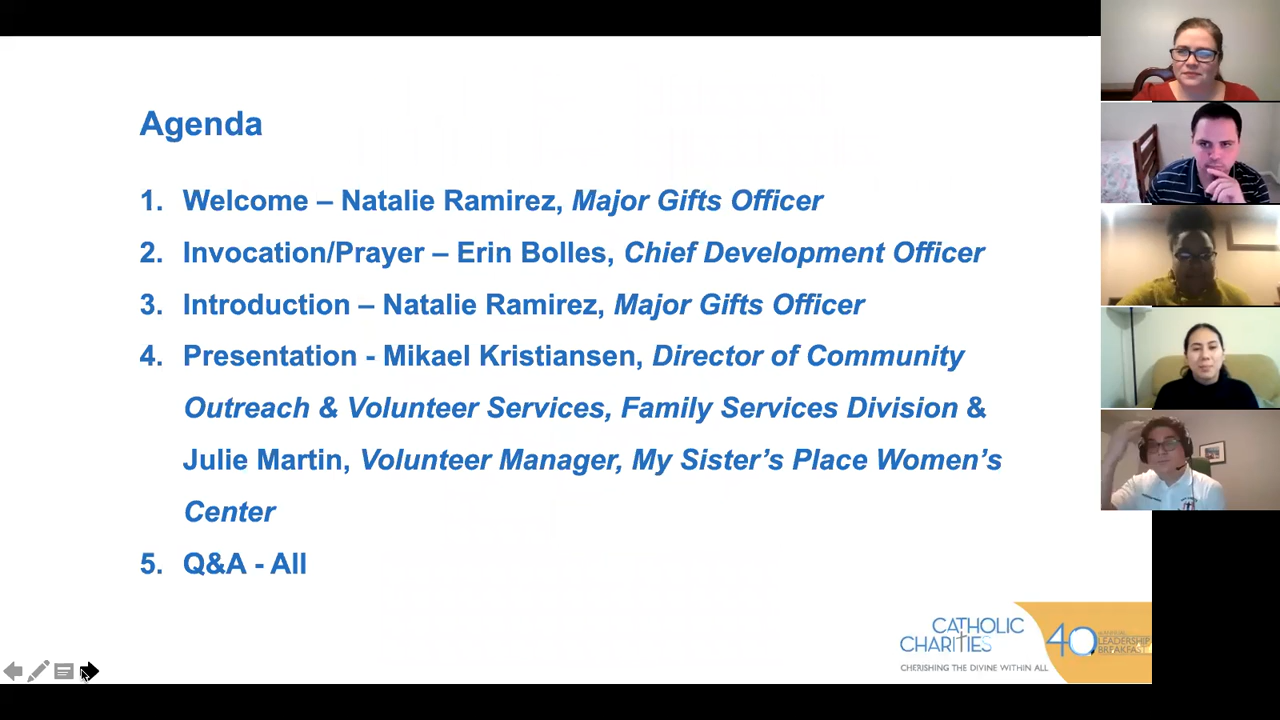 Agenda
1. Welcome – Natalie Ramirez, Major Gifts Officer
2. Invocation/Prayer – Erin Bolles, Chief Development Officer
3. Introduction – Natalie Ramirez, Major Gifts Officer
4. Presentation - Mikael Kristiansen, Director of Community
Outreach & Volunteer Services, Family Services Division &
Julie Martin, Volunteer Manager, My Sister’s Place Women’s
Center
5. Q&A - All
CATHOLIC
CHARITIES
CHERISHING THE DIVINE WITHIN ALL
40
LEADERSHIP
BREAKFAST